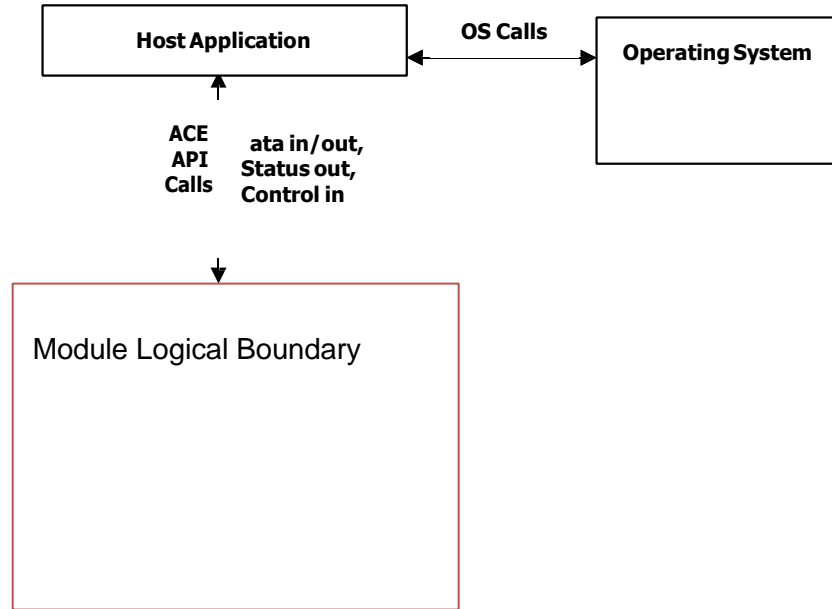 Host Application
OS Calls
Operating System
ACE
API
Calls
ata in/out,
Status out,
Control in
Module Logical Boundary